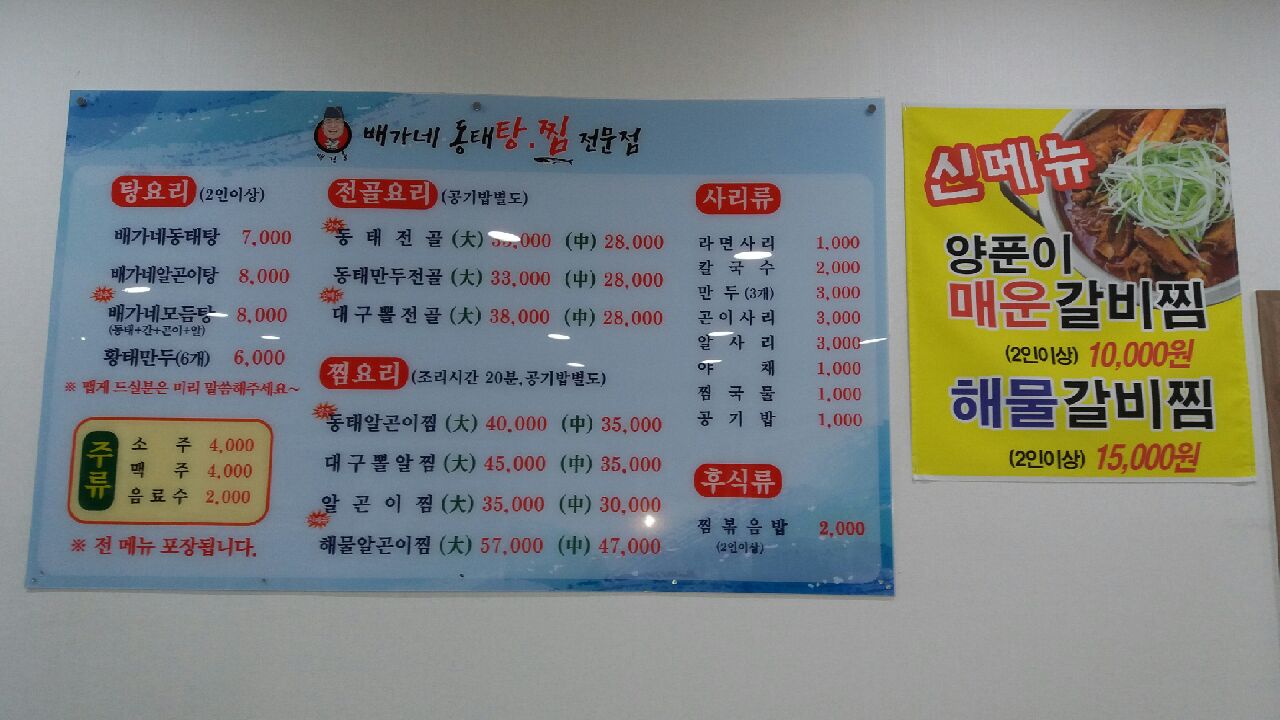 배가네 동태탕.찜 전문점
탕요리 (2인이상)
배가네동태탕 7,000
배가네알곤이탕 8,000
배가네모듬탕 8,000
(동태+간+곤이+알)
황태만두(6개) 6,000
※ 맵게 드실분은 미리 말씀해주세요~
주류
소 주 4,000
맥 주 4,000
음료수 2,000
※ 전 메뉴 포장됩니다.
전골요리 (공기밥별도)
동 태 전 골 (大) (中) 28,000
동태만두전골 (大) 33,000 (中) 28,000
대구뽈전골 (大) 38,000 (中) 28,000
찜요리 (조리시간 20분,공기밥별도)
동태알곤이찜 (大) 40,000 (中) 35,000
대구뽈알찜 (大) 45,000 (中) 35,000
알 곤 이 찜 (大) 35,000 (中) 30,000
해물알곤이찜 (大) 57,000 (中) 47,000
사리류
라면사리 1,000
칼 국 수 2,000
만 두 (3개) 3,000
곤이사리 3,000
알 사 리 3,000
야 채 1,000
찜 국 물 1,000
공 기 밥 1,000
후식류
찜볶음밥 2,000
(2인이상)
신메뉴
양푼이
매운갈비찜
(2인이상) 10,000원
해물갈비찜
(2인이상) 15,000원